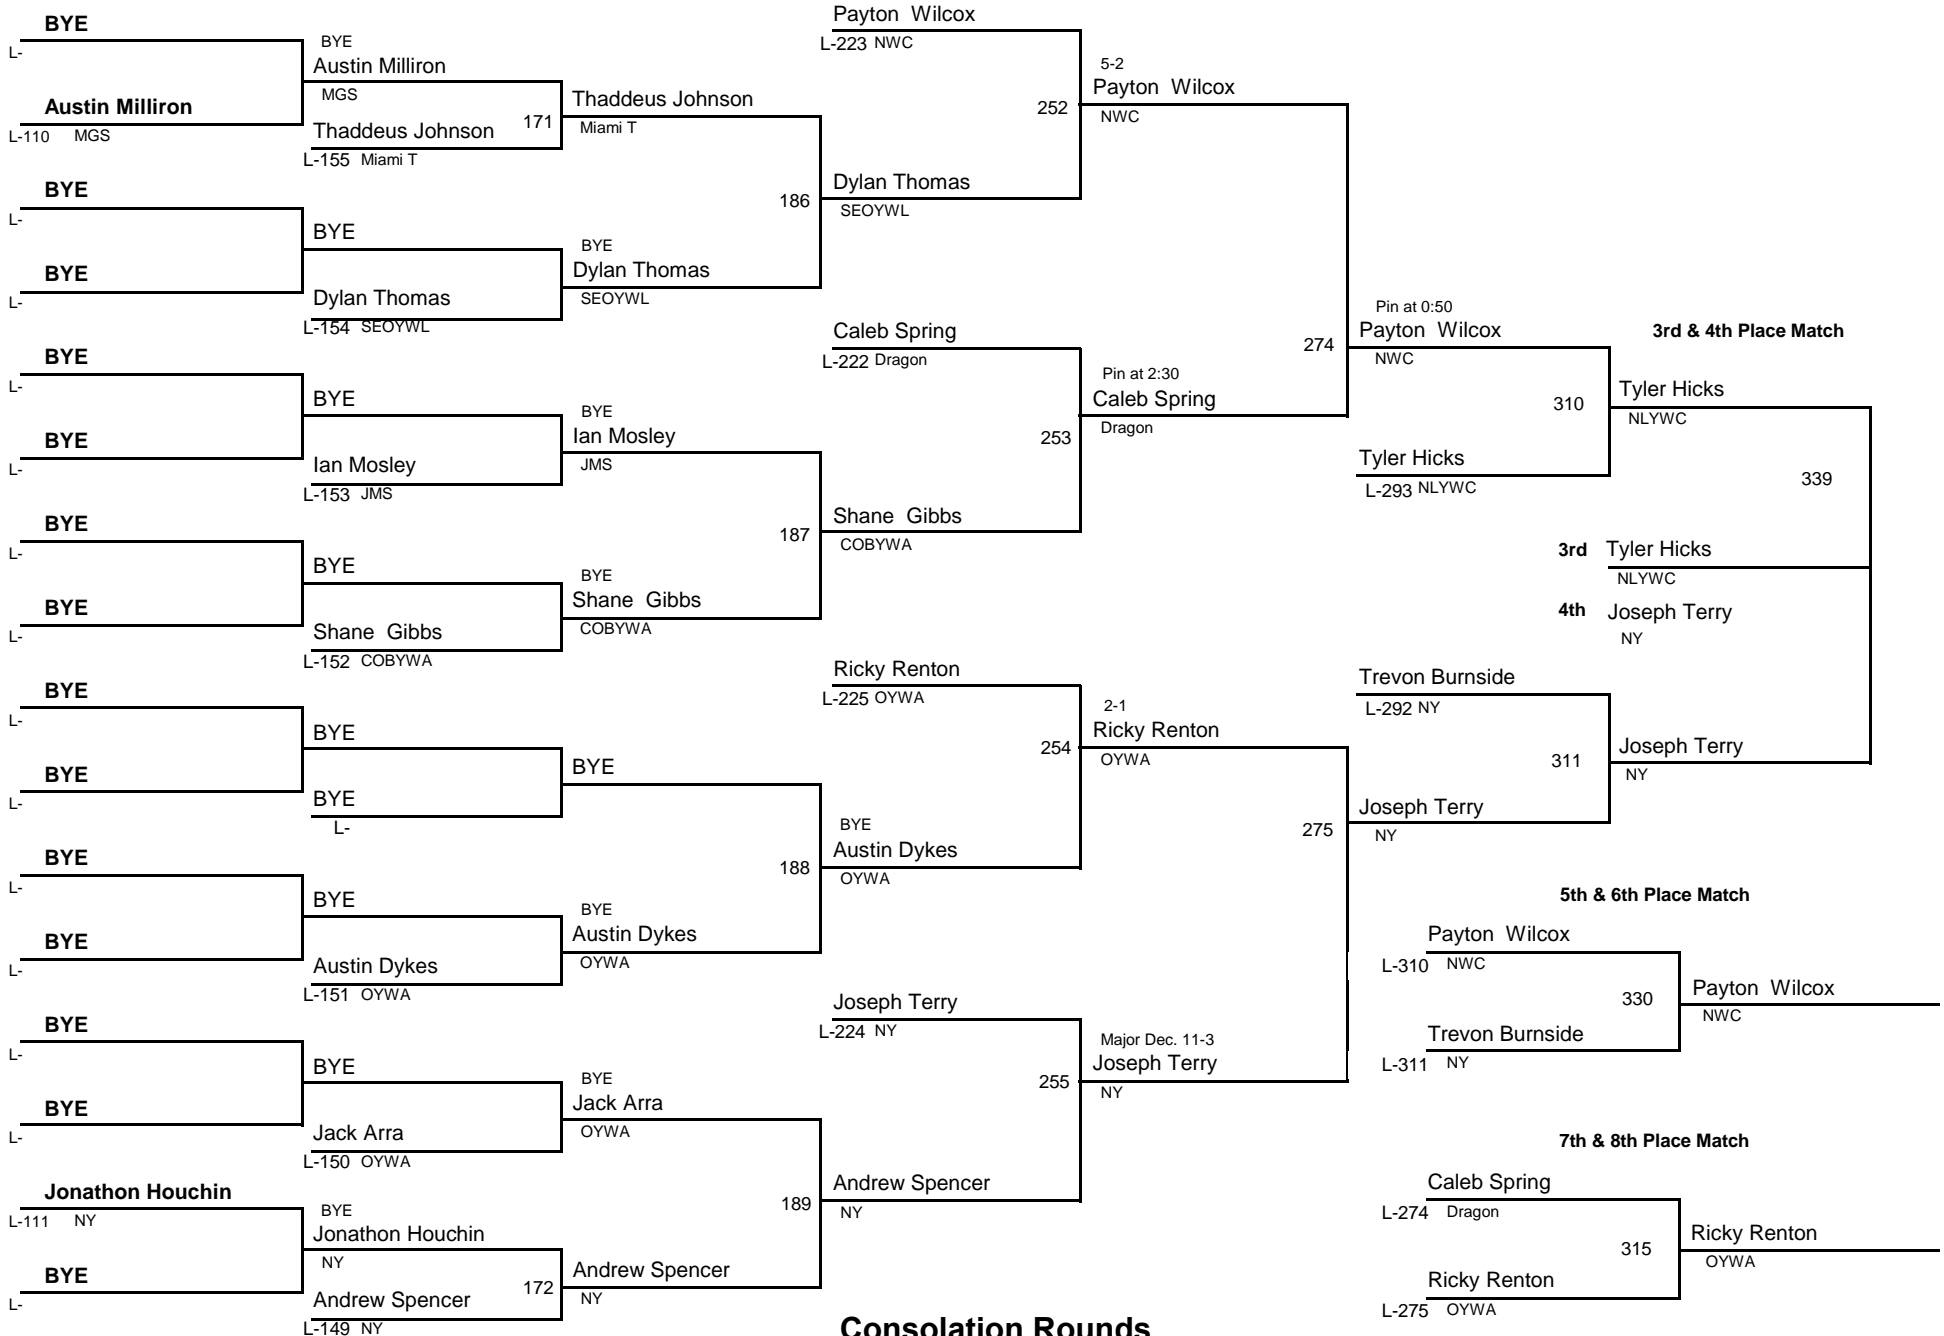 BYE
L-
Austin Milliron
L-110 MGS
BYE
L-
BYE
L-
BYE
L-
BYE
L-
BYE
L-
BYE
L-
BYE
L-
BYE
L-
BYE
L-
BYE
L-
BYE
L-
BYE
L-
Jonathon Houchin
L-111 NY
BYE
L-
BYE
Austin Milliron
MGS
Thaddeus Johnson
L-155 Miami T
171
BYE
Dylan Thomas
L-154 SEOYWL
BYE
Ian Mosley
L-153 JMS
BYE
Shane Gibbs
L-152 COBYWA
BYE
BYE
L-
BYE
Austin Dykes
L-151 OYWA
BYE
Jack Arra
L-150 OYWA
BYE
Jonathon Houchin
NY
Andrew Spencer
L-149 NY
172
Thaddeus Johnson
Miami T
186
BYE
Dylan Thomas
SEOYWL
BYE
Ian Mosley
JMS
187
BYE
Shane Gibbs
COBYWA
BYE
188
BYE
Austin Dykes
OYWA
BYE
Jack Arra
OYWA
189
Andrew Spencer
NY
Payton Wilcox
L-223 NWC
252
Dylan Thomas
SEOYWL
Caleb Spring
L-222 Dragon
253
Shane Gibbs
COBYWA
Ricky Renton
L-225 OYWA
254
BYE
Austin Dykes
OYWA
Joseph Terry
L-224 NY
255
Andrew Spencer
NY
5-2
Payton Wilcox
NWC
274
Pin at 2:30
Caleb Spring
Dragon
2-1
Ricky Renton
OYWA
275
Major Dec. 11-3
Joseph Terry
NY
Pin at 0:50
Payton Wilcox
NWC
310
Tyler Hicks
L-293 NLYWC
Trevon Burnside
L-292 NY
311
Joseph Terry
NY
3rd & 4th Place Match
Tyler Hicks
NLYWC
339
3rd Tyler Hicks
NLYWC
4th Joseph Terry
NY
Joseph Terry
NY
5th & 6th Place Match
Payton Wilcox
L-310 NWC
330
Trevon Burnside
L-311 NY
Payton Wilcox
NWC
7th & 8th Place Match
Caleb Spring
L-274 Dragon
315
Ricky Renton
L-275 OYWA
Ricky Renton
OYWA
Consolation Rounds